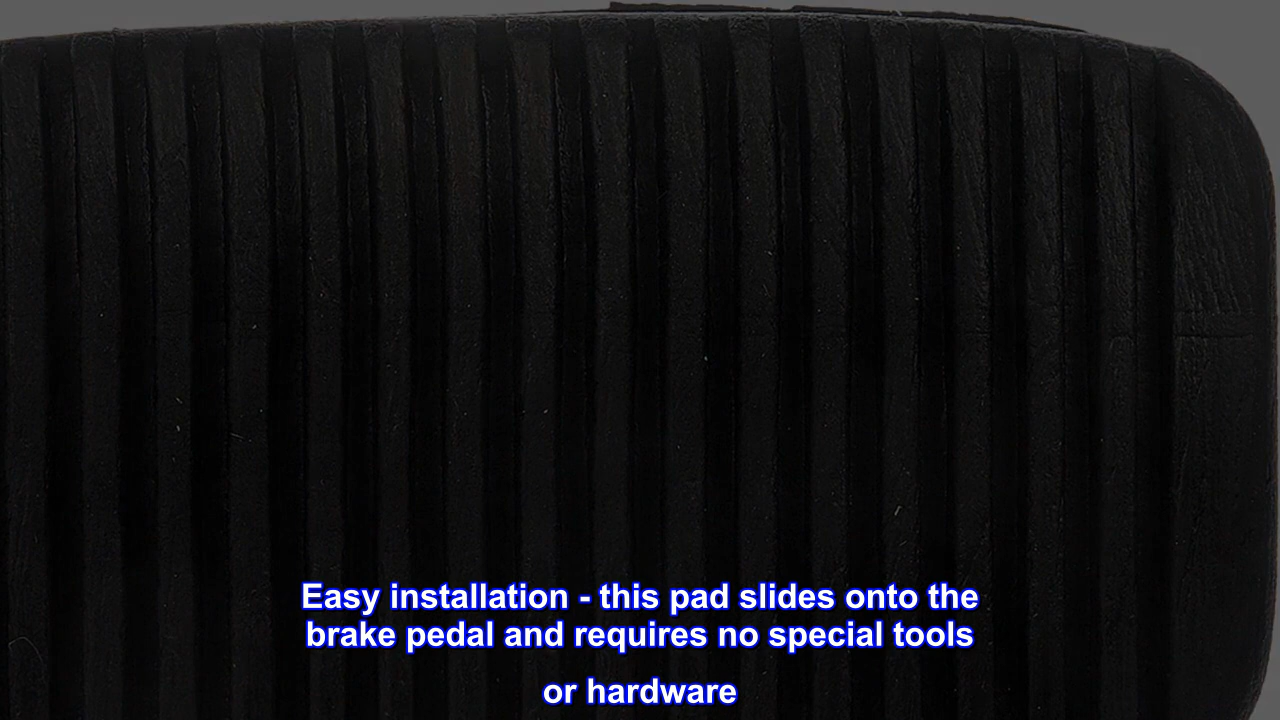 Easy installation - this pad slides onto the
brake pedal and requires no special tools
or hardware